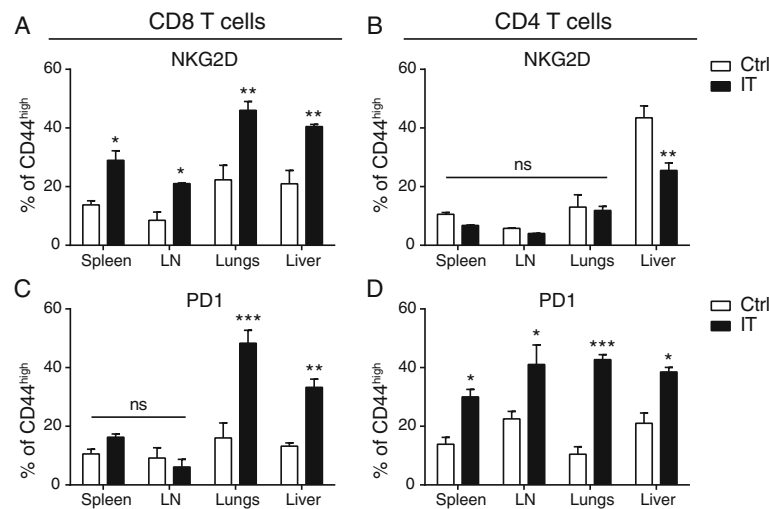 A CD8 T cells
NKG2D
% of CD44high
60
40
20
0
* * ** **
Spleen LN Lungs Liver
B CD4 T cells
NKG2D
% of CD44high
60
40
20
0
ns **
Spleen LN Lungs Liver
Ctrl
IT
C PD1
% of CD44high
60
40
20
0
ns *** **
Spleen LN Lungs Liver
D PD1
% of CD44high
60
40
20
0
* * *** *
Spleen LN Lungs Liver
Ctrl
IT